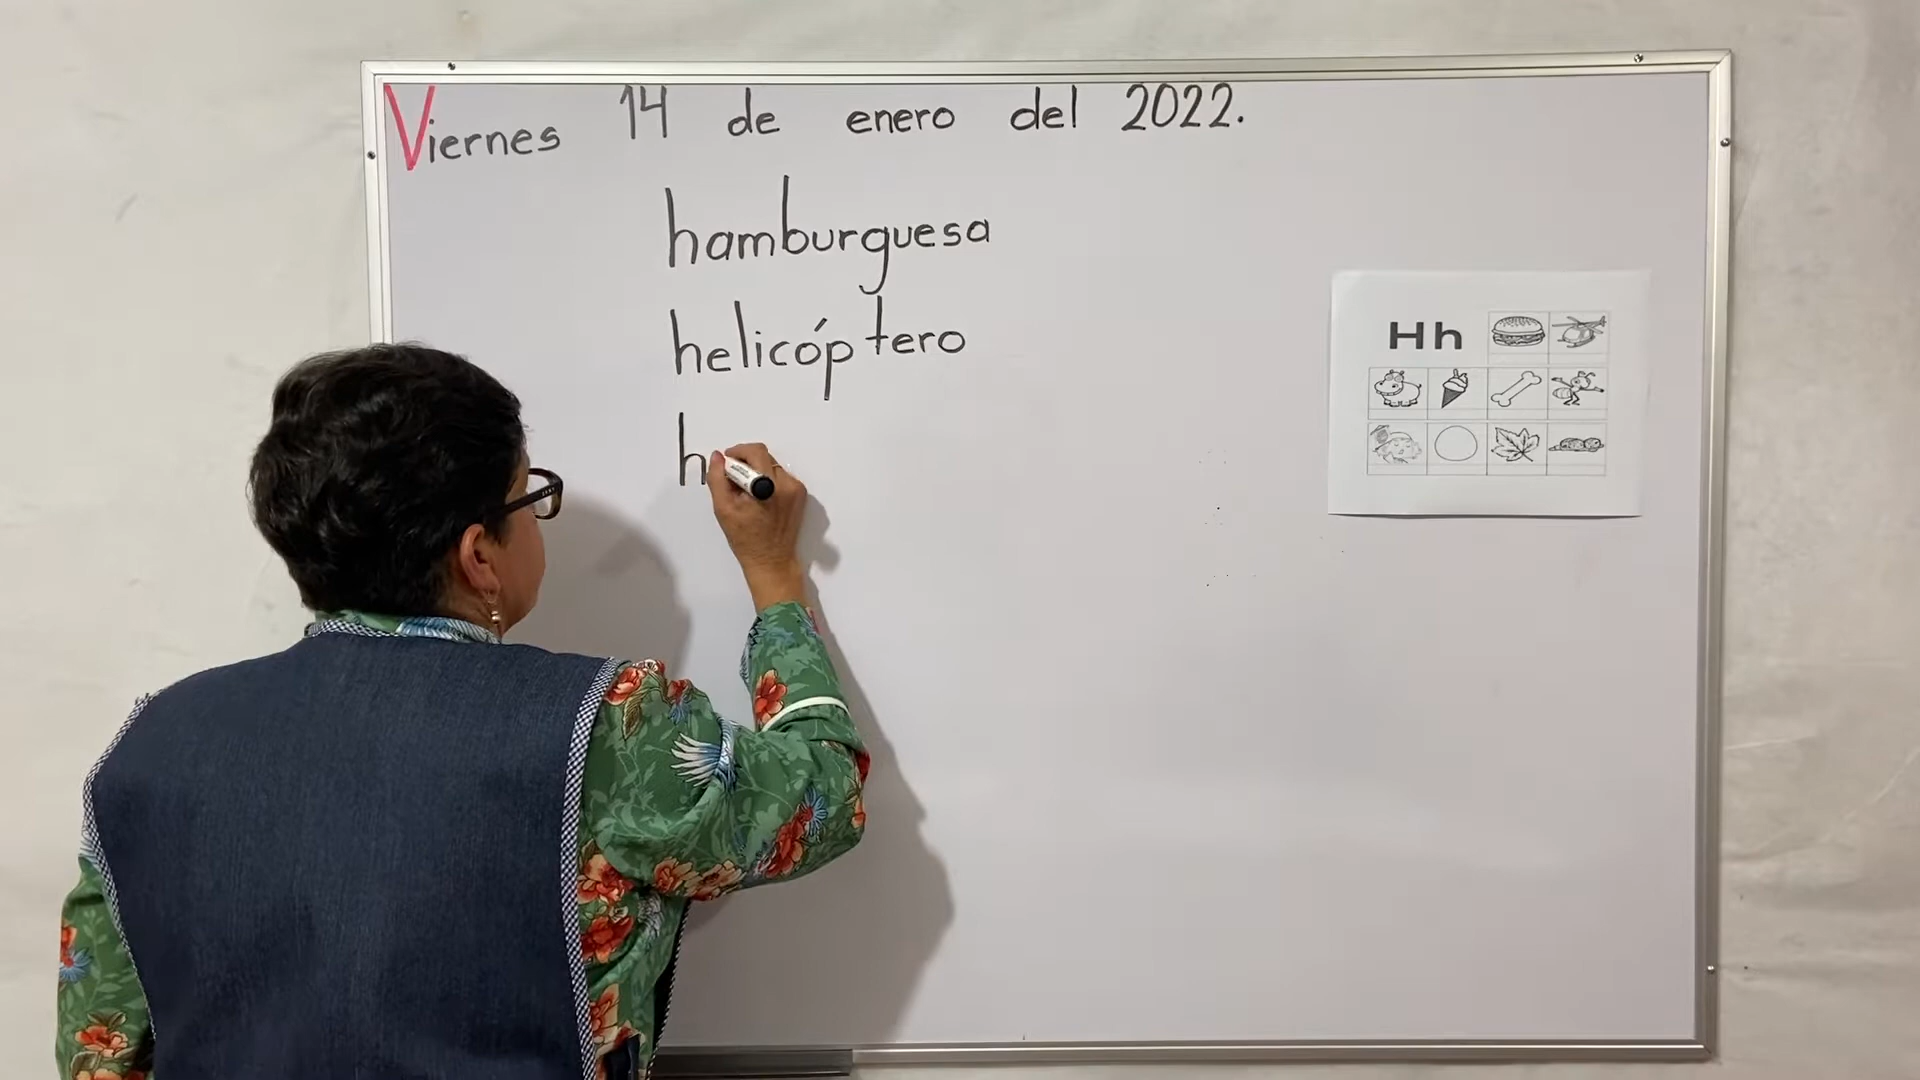 Viernes 14 de enero del 2022.
hamburguesa
helicóptero
h
Hh